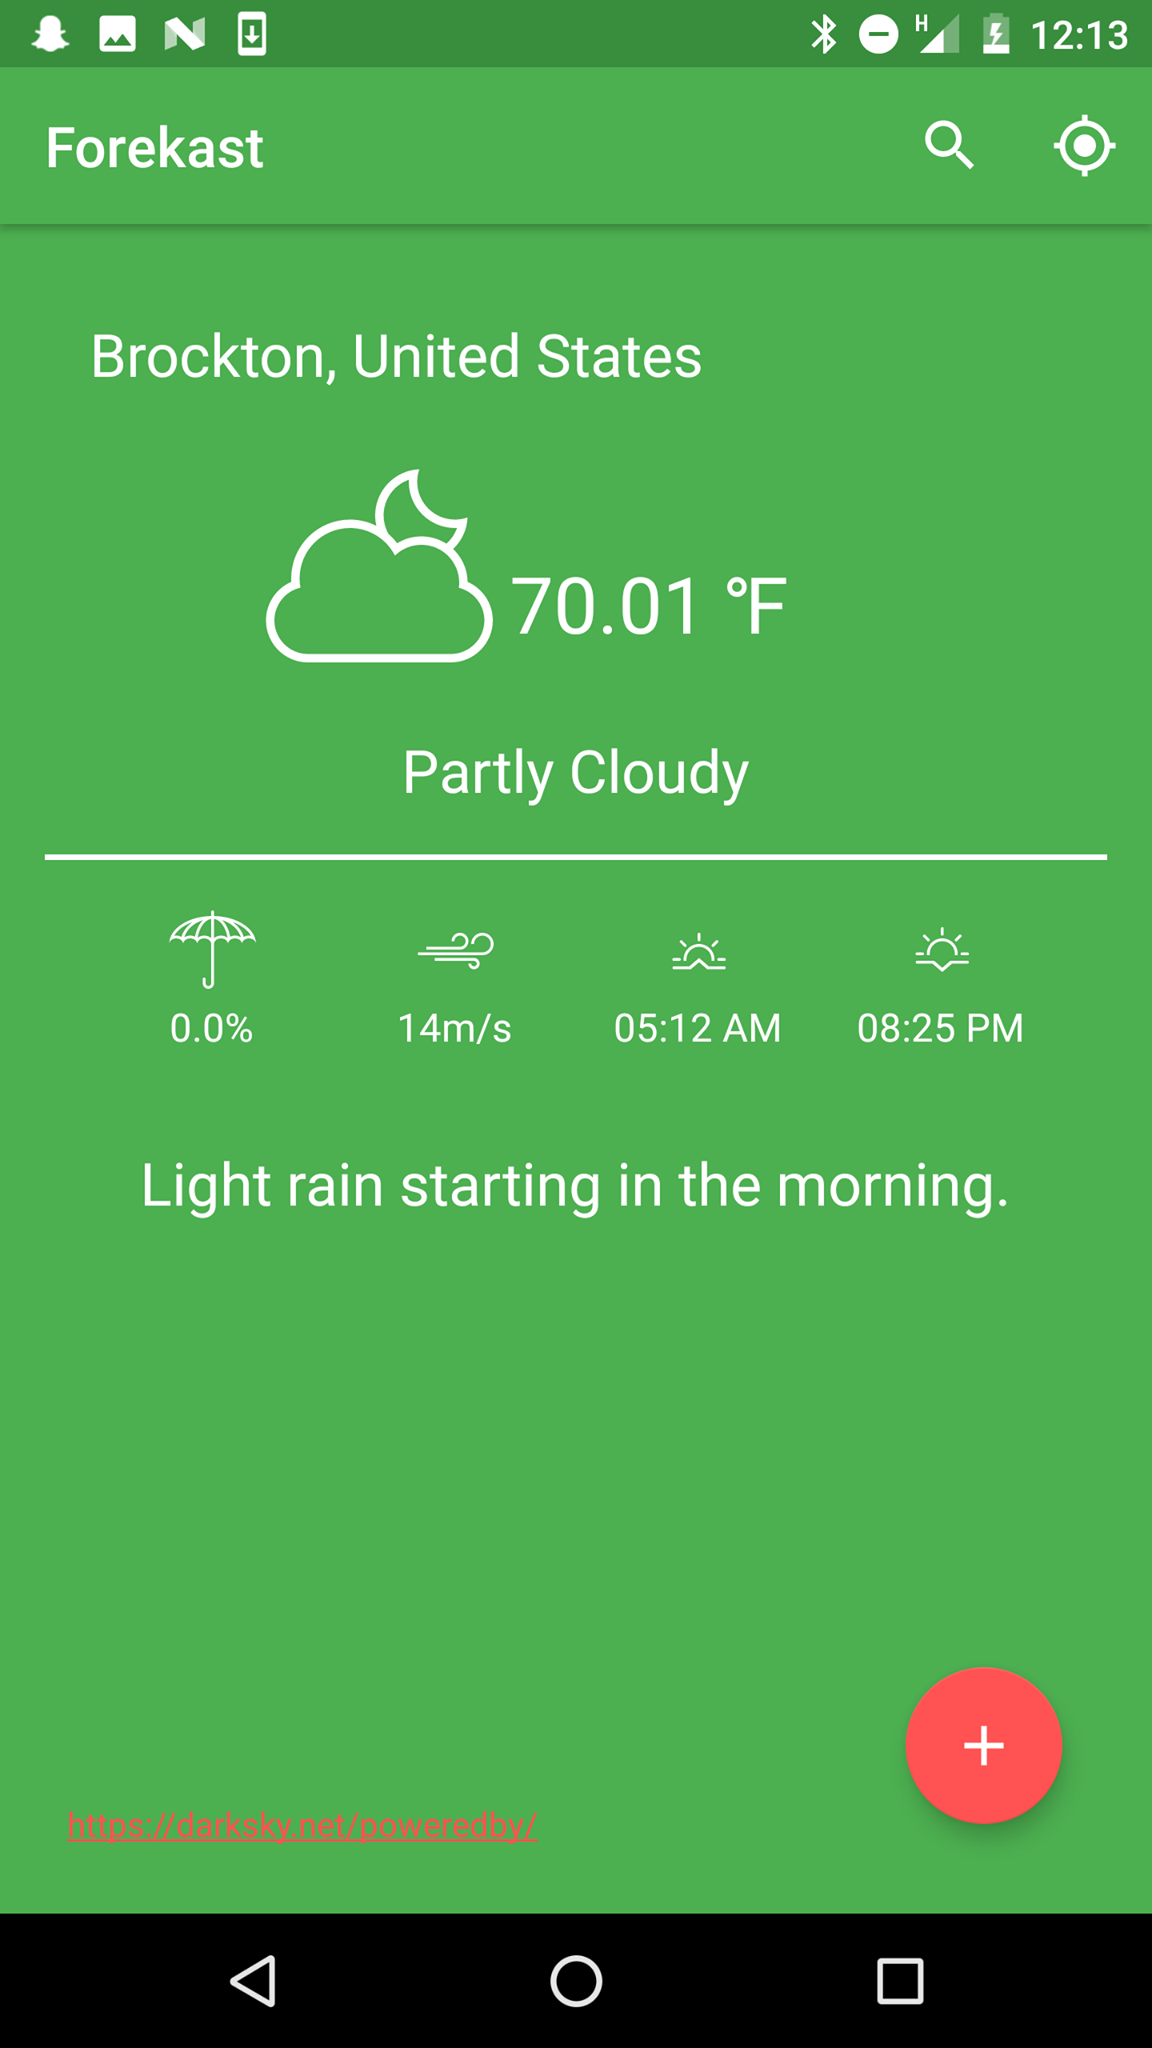 H 12:13
Forekast
Brockton, United States
70.01 °F
Partly Cloudy
0.0% 14m/s 05:12 AM 08:25 PM
Light rain starting in the morning.
https://darksky.net/poweredby/